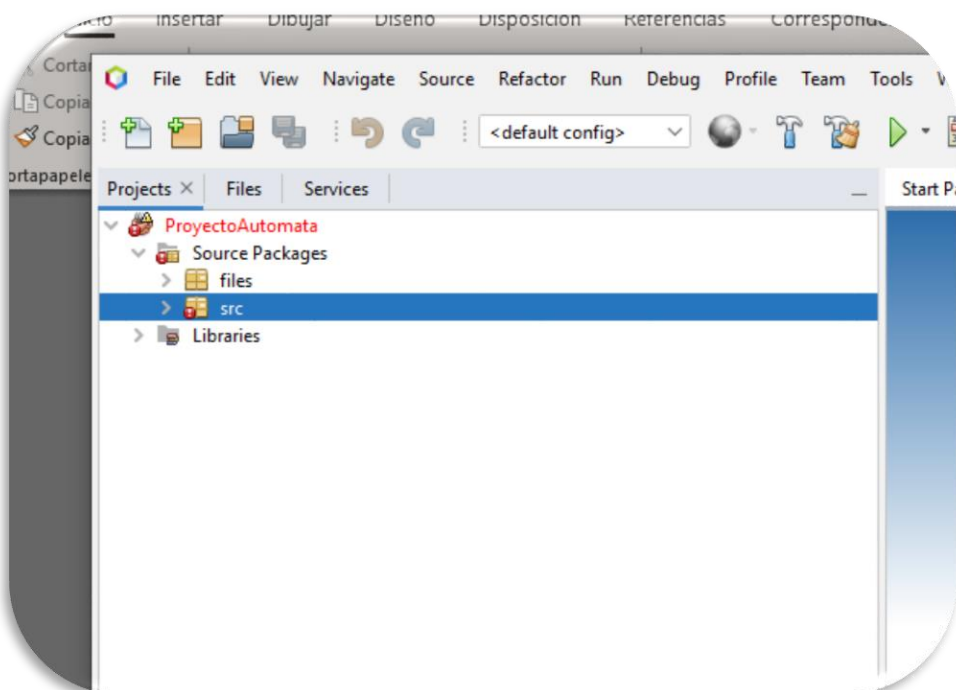 Insertar Dibujar Diseño Disposición Referencias
Cortar
File Edit View Navigate Source Refactor Run Debug Profile Team Tools
Copia
<default config>
Copia
Projects Files Services Start
ProyectoAutomata
Source Packages
files
src
Libraries